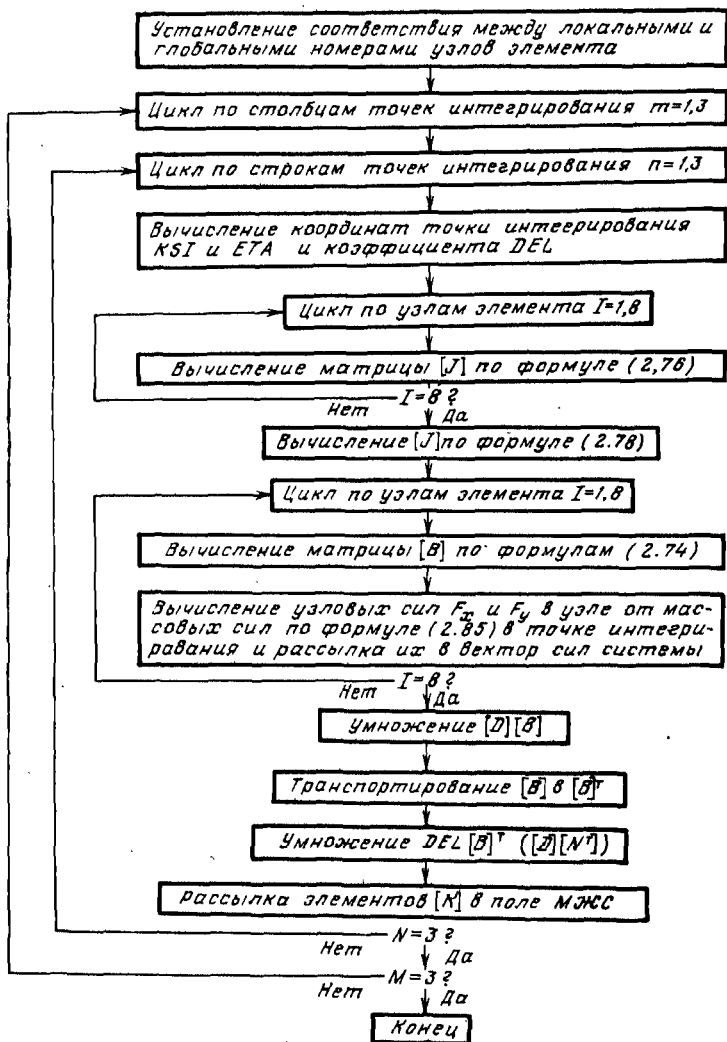 Установление соответствия между локальными и
глобальными номерами узлов элемента
Цикл по столбцам точек интегрирования m=1,3
Цикл по строкам точек интегрирования n=1,3
Вычисление координат точки интеегрирования
KSI и ETA и коэффициента DEL
Цикл по узлам элемента I=1,8
Вычисление матрицы [J] по формуле (2,76)
I=8?
Нет
Да
Вычисление [J] по формуле (2.78)
Цикл по узлам элемента I=1,8
Вычисление матрицы [B] по формулам (2.74)
Вычисление узловых сил Fx и Fy в узле от мас-
совых сил по формуле (2.85) в точке интегри-
рования и рассылка их в вектор сил системы
I=8?
Нет
Да
Умножение [D][B]
Транспортирование [B] в [B]ᵀ
Умножение DEL [B]ᵀ ([D][Nᵀ])
Рассылка элементов [K] в поле МЖС
N=3?
Нет
Да
M=3?
Нет
Да
Конец